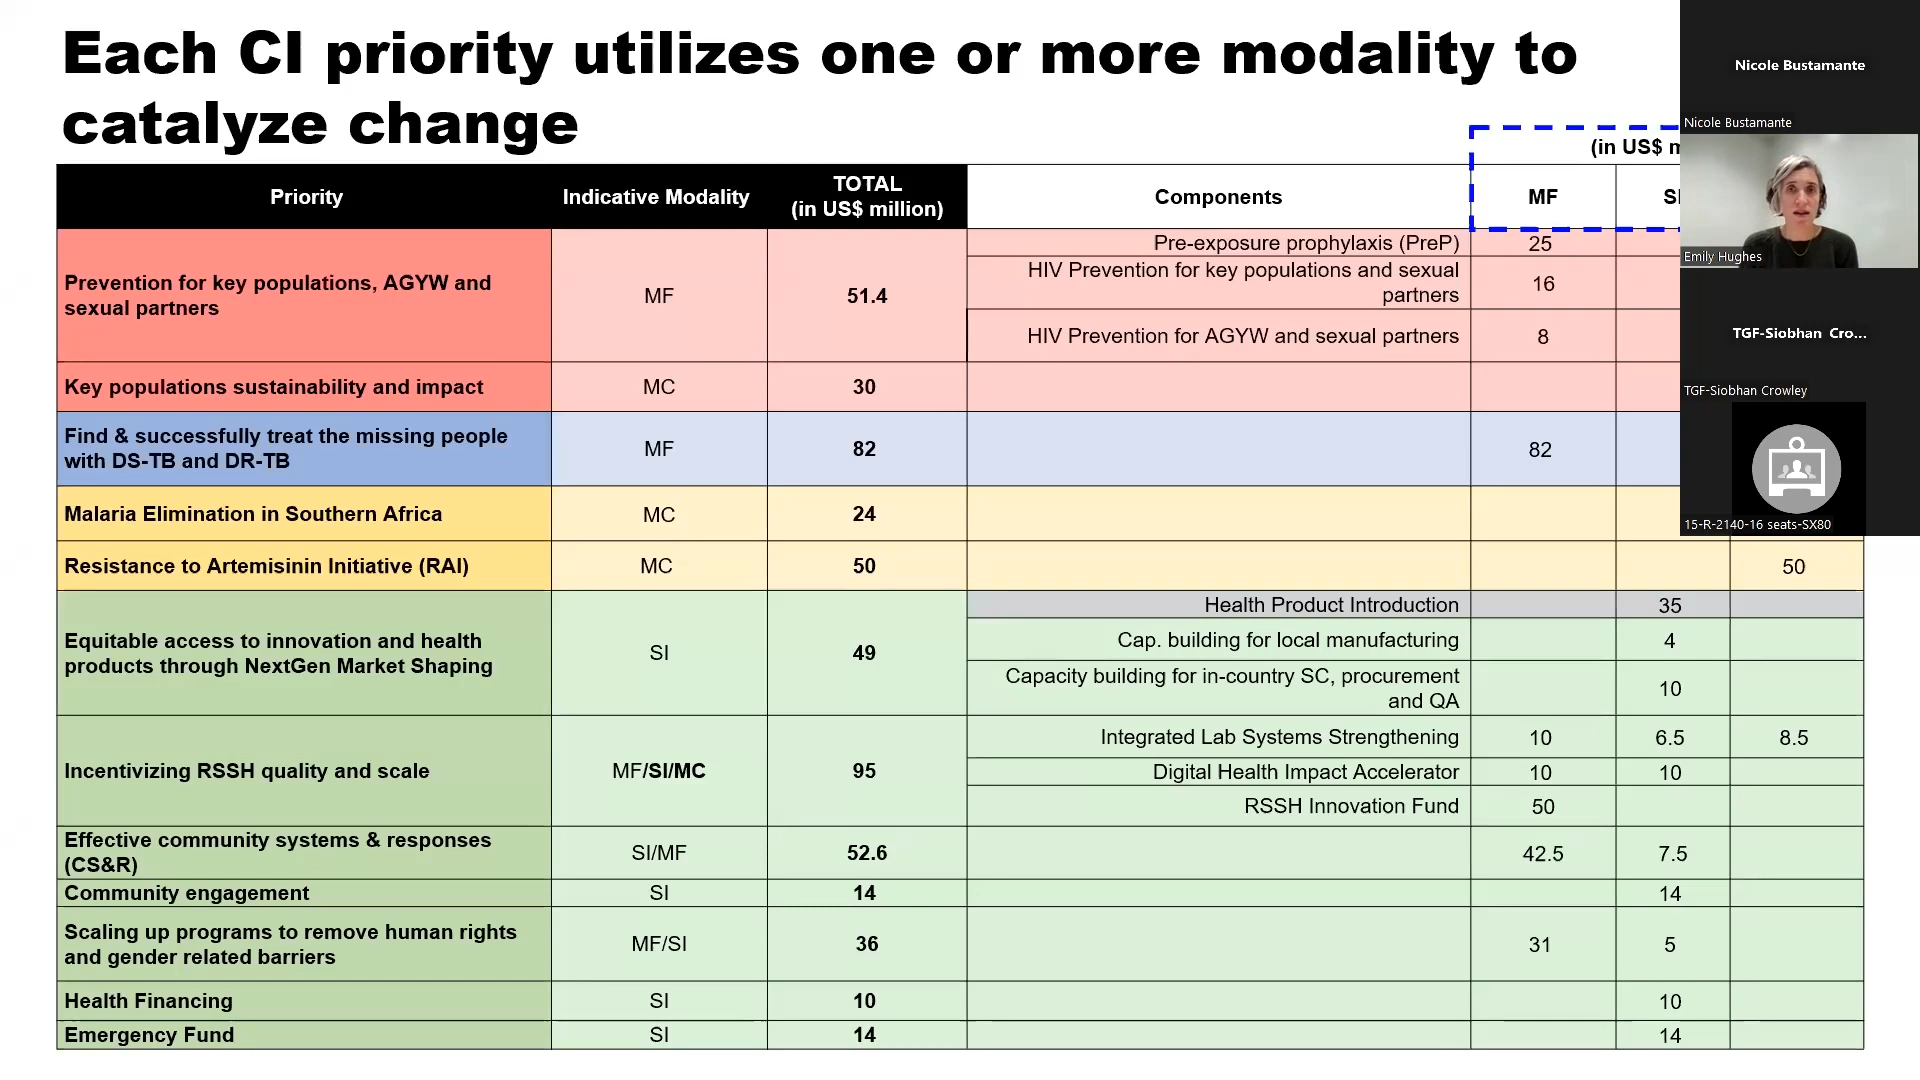 Each CI priority utilizes one or more modality to
catalyze change
(in US$ m
Priority
Indicative Modality
TOTAL
(in US$ million)
Components
MF
Pre-exposure prophylaxis (PreP)
25
Prevention for key populations, AGYW and
sexual partners
MF
51.4
HIV Prevention for key populations and sexual
partners
16
HIV Prevention for AGYW and sexual partners
8
Key populations sustainability and impact
MC
30
Find & successfully treat the missing people
with DS-TB and DR-TB
MF
82
82
Malaria Elimination in Southern Africa
MC
24
Resistance to Artemisinin Initiative (RAI)
MC
50
50
Equitable access to innovation and health
products through NextGen Market Shaping
SI
49
Health Product Introduction
35
Cap. building for local manufacturing
4
Capacity building for in-country SC, procurement
and QA
10
Incentivizing RSSH quality and scale
MF/SI/MC
95
Integrated Lab Systems Strengthening
10
6.5
8.5
Digital Health Impact Accelerator
10
10
RSSH Innovation Fund
50
Effective community systems & responses
(CS&R)
SI/MF
52.6
42.5
7.5
Community engagement
SI
14
14
Scaling up programs to remove human rights
and gender related barriers
MF/SI
36
31
5
Health Financing
SI
10
10
Emergency Fund
SI
14
14
Nicole Bustamante
Nicole Bustamante
Emily Hughes
TGF-Siobhan Cro...
TGF-Siobhan Crowley
15-R-2140-16 seats-SX80